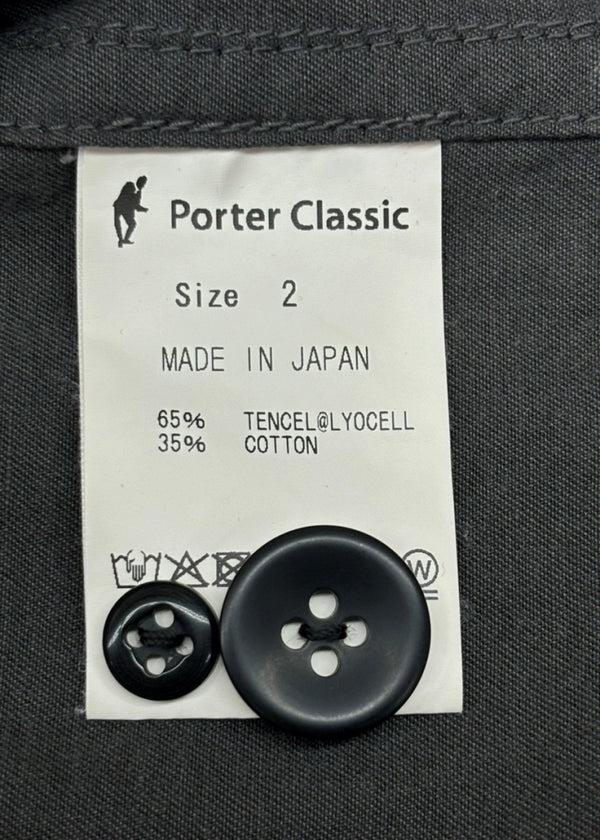 Porter Classic
Size 2
MADE IN JAPAN
65% TENCEL@LYOCELL
35% COTTON
W